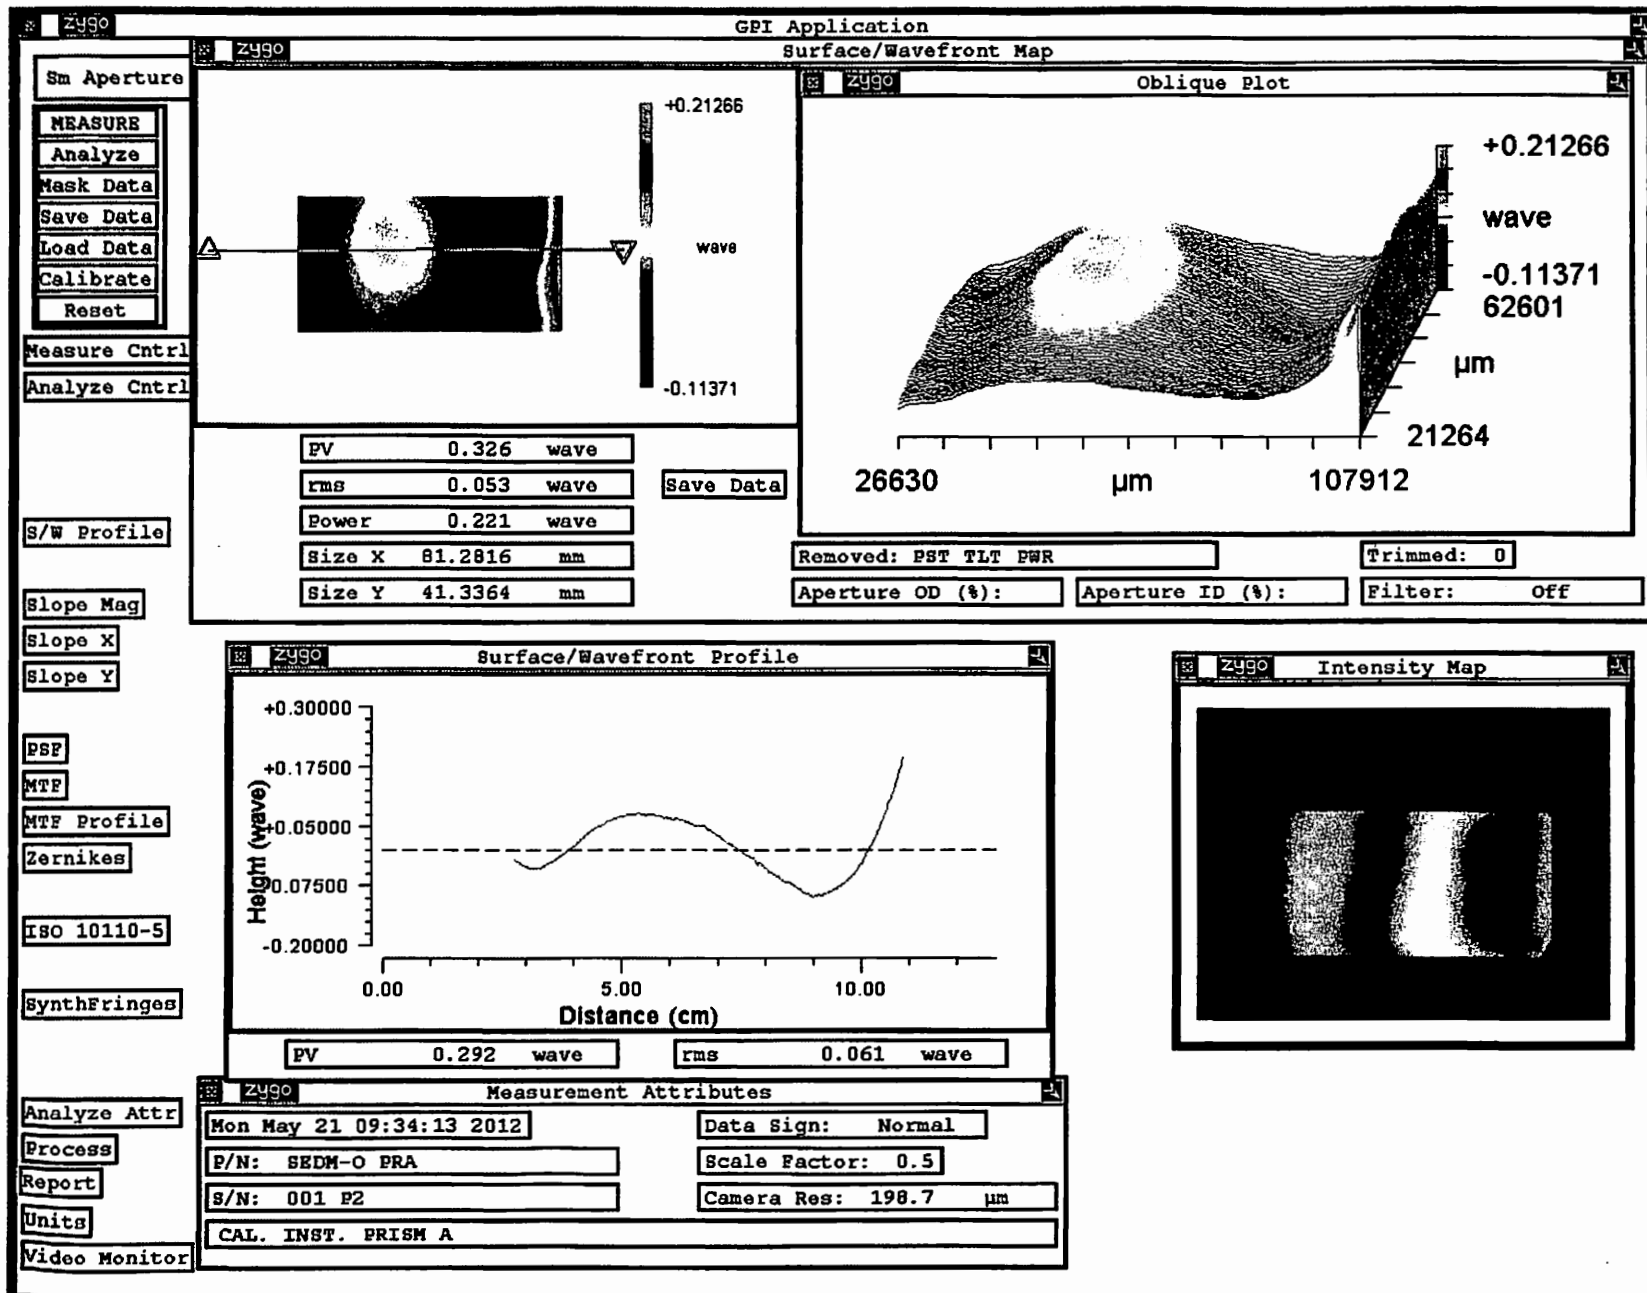 zygo GPI Application
zygo Surface/Wavefront Map
Sm Aperture
MEASURE
Analyze
Mask Data
Save Data
Load Data
Calibrate
Reset
Measure Cntrl
Analyze Cntrl
S/W Profile
Slope Mag
Slope X
Slope Y
PSF
MTF
MTF Profile
Zernikes
ISO 10110-5
SynthFringes
Analyze Attr
Process
Report
Units
Video Monitor
+0.21266
wave
-0.11371
zygo Oblique Plot
+0.21266
wave
-0.11371
62601
µm
21264
26630 µm 107912
PV 0.326 wave
rms 0.053 wave
Power 0.221 wave
Size X 81.2816 mm
Size Y 41.3364 mm
Save Data
Removed: PST TLT PWR
Trimmed: 0
Aperture OD (%):
Aperture ID (%):
Filter: Off
zygo Surface/Wavefront Profile
+0.30000
+0.17500
+0.05000
0.07500
-0.20000
Height (wave)
0.00 5.00 10.00
Distance (cm)
PV 0.292 wave
rms 0.061 wave
zygo Intensity Map
zygo Measurement Attributes
Mon May 21 09:34:13 2012
Data Sign: Normal
P/N: SEDM-O PRA
Scale Factor: 0.5
S/N: 001 P2
Camera Res: 198.7 µm
CAL. INST. PRISM A